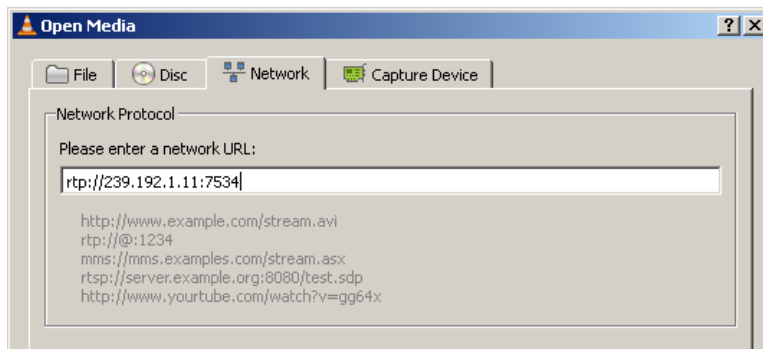 Open Media
File Disc Network Capture Device
Network Protocol
Please enter a network URL:
rtp://239.192.1.11:7534
http://www.example.com/stream.avi
rtp://@:1234
mms://mms.examples.com/stream.asx
rtsp://server.example.org:8080/test.sdp
http://www.yourtube.com/watch?v=gg64x